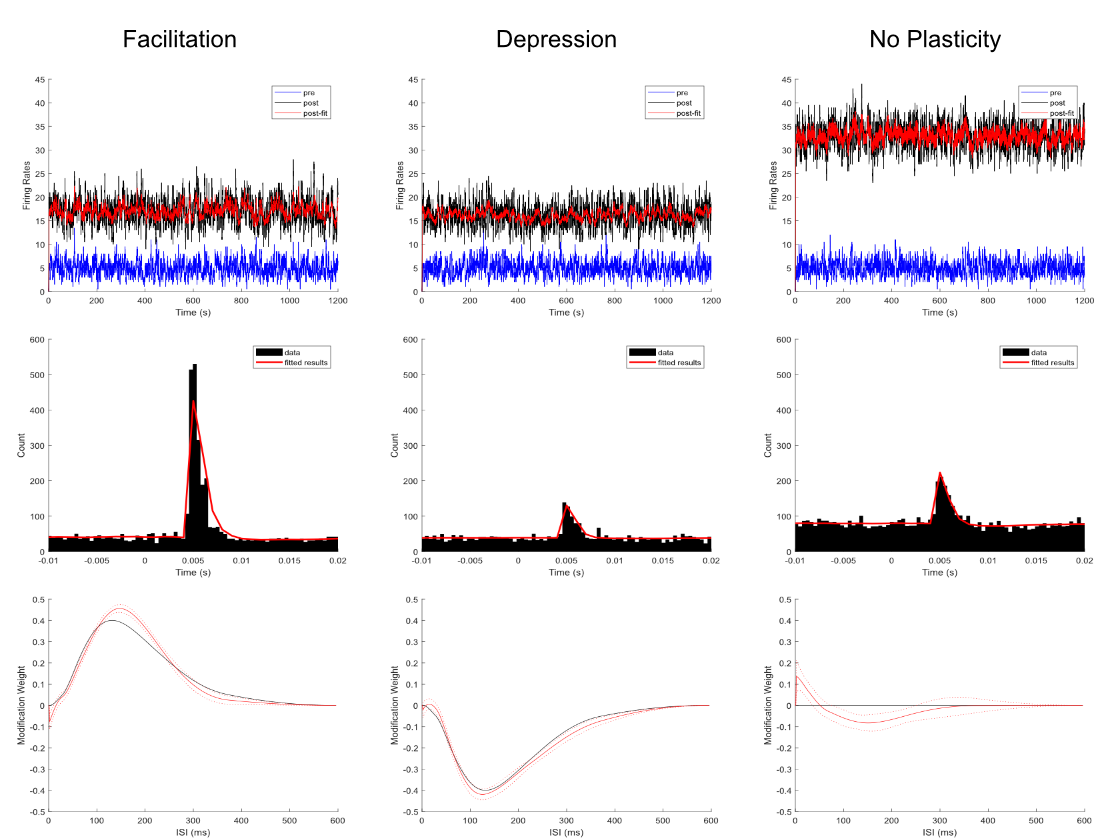 Facilitation
Depression
No Plasticity
45
40
35
30
25
20
15
10
5
0
Firing Rates
pre
post
post-fit
0 200 400 600 800 1000 1200
Time (s)
45
40
35
30
25
20
15
10
5
0
Firing Rates
pre
post
post-fit
0 200 400 600 800 1000 1200
Time (s)
45
40
35
30
25
20
15
10
5
0
Firing Rates
pre
post
post-fit
0 200 400 600 800 1000 1200
Time (s)
600
500
400
300
200
100
0
Count
data
fitted results
-0.01 -0.005 0 0.005 0.01 0.015 0.02
Time (s)
600
500
400
300
200
100
0
Count
data
fitted results
-0.01 -0.005 0 0.005 0.01 0.015 0.02
Time (s)
600
500
400
300
200
100
0
Count
data
fitted results
-0.01 -0.005 0 0.005 0.01 0.015 0.02
Time (s)
0.5
0.4
0.3
0.2
0.1
0
-0.1
-0.2
-0.3
-0.4
-0.5
Modification Weight
0 100 200 300 400 500 600
ISI (ms)
0.5
0.4
0.3
0.2
0.1
0
-0.1
-0.2
-0.3
-0.4
-0.5
Modification Weight
0 100 200 300 400 500 600
ISI (ms)
0.5
0.4
0.3
0.2
0.1
0
-0.1
-0.2
-0.3
-0.4
-0.5
Modification Weight
0 100 200 300 400 500 600
ISI (ms)